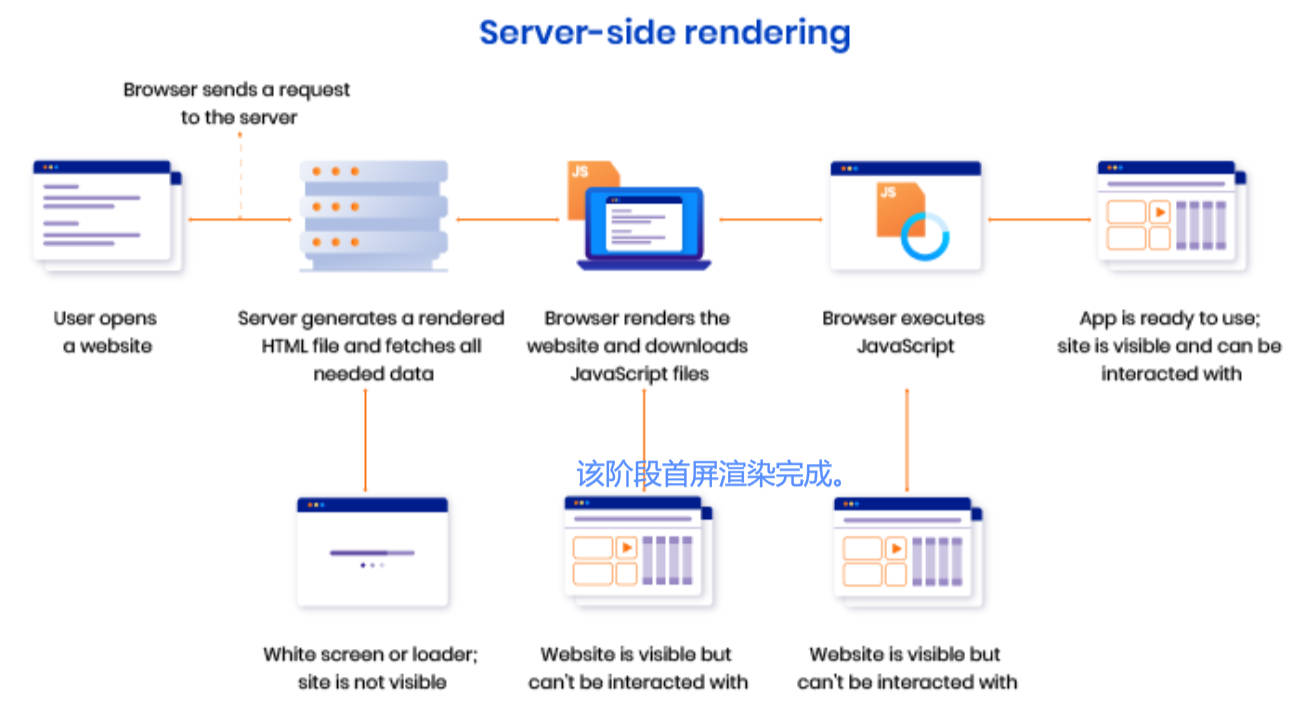 Server-side rendering
Browser sends a request
to the server
JS
JS
User opens
a website
Server generates a rendered
HTML file and fetches all
needed data
Browser renders the
website and downloads
JavaScript files
Browser executes
JavaScript
App is ready to use;
site is visible and can be
interacted with
该阶段首屏渲染完成。
White screen or loader;
site is not visible
Website is visible but
can't be interacted with
Website is visible but
can't be interacted with